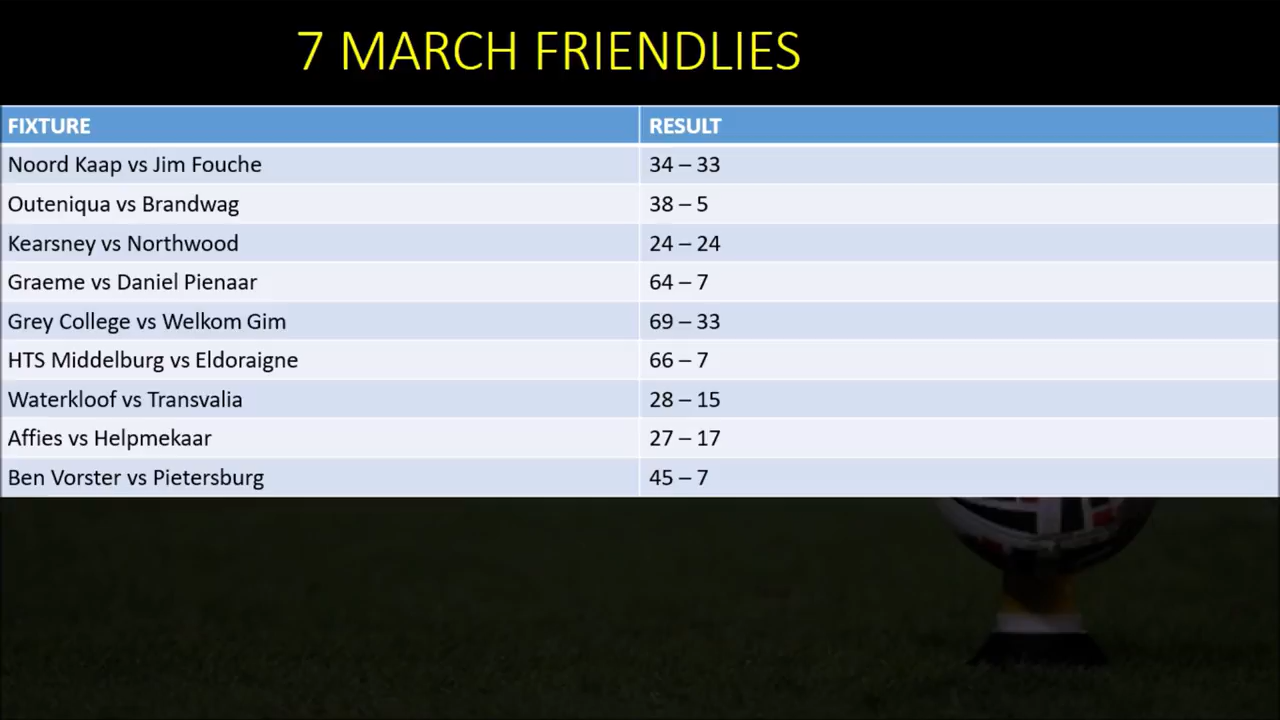 7 MARCH FRIENDLIES
FIXTURE RESULT
Noord Kaap vs Jim Fouche 34 – 33
Outeniqua vs Brandwag 38 – 5
Kearsney vs Northwood 24 – 24
Graeme vs Daniel Pienaar 64 – 7
Grey College vs Welkom Gim 69 – 33
HTS Middelburg vs Eldoraigne 66 – 7
Waterkloof vs Transvalia 28 – 15
Affies vs Helpmekaar 27 – 17
Ben Vorster vs Pietersburg 45 – 7